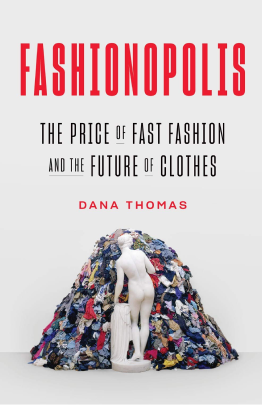 FASHIONOPOLIS
THE PRICE OF FAST FASHION
AND THE FUTURE OF CLOTHES
DANA THOMAS